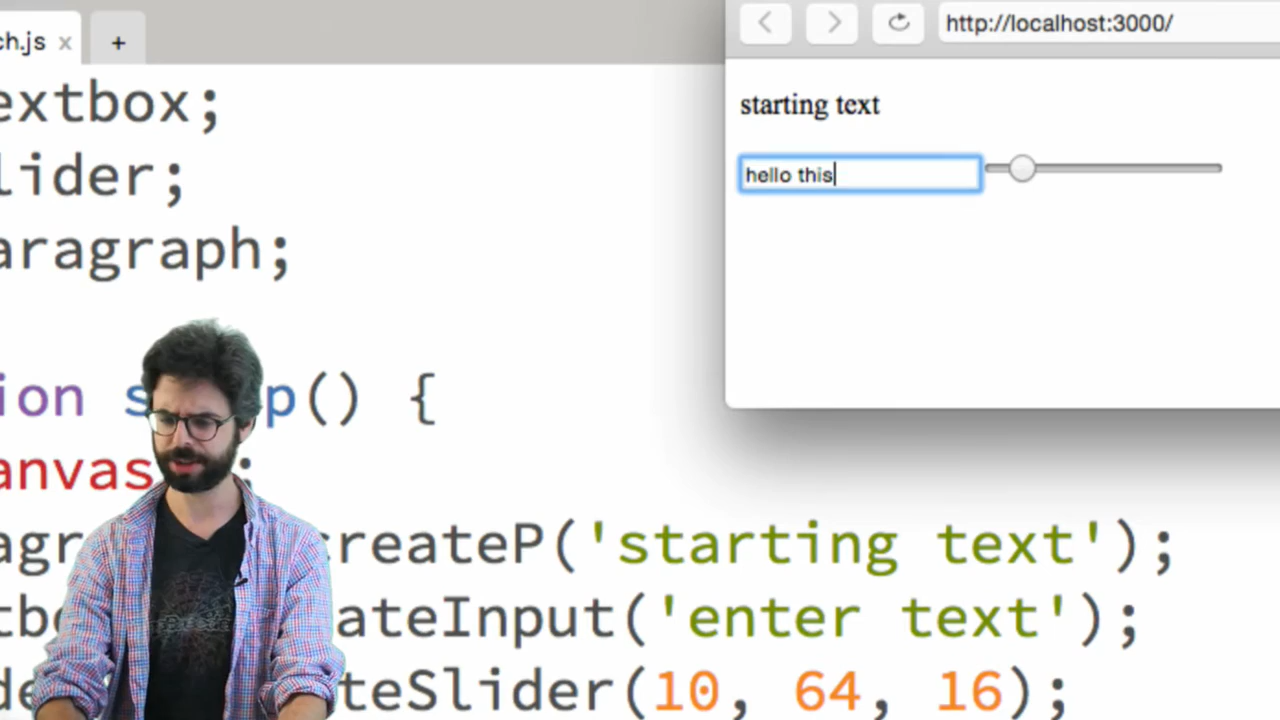 ch.js x +
http://localhost:3000/
extbox;
lider;
aragraph;
starting text
hello this
ion s p() {
anvas ;
agr createP('starting text');
tb ateInput('enter text');
de teSlider(10, 64, 16);